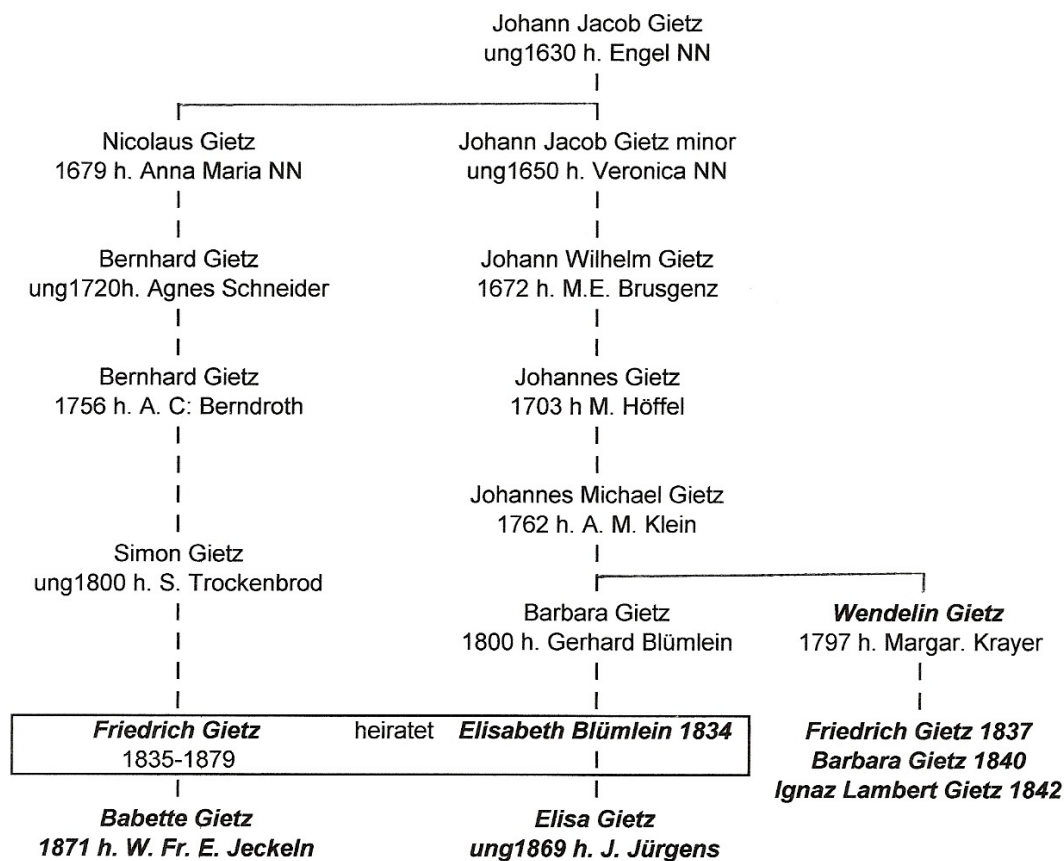 Johann Jacob Gietz
ung1630 h. Engel NN
Nicolaus Gietz
1679 h. Anna Maria NN
Johann Jacob Gietz minor
ung1650 h. Veronica NN
Bernhard Gietz
ung1720h. Agnes Schneider
Johann Wilhelm Gietz
1672 h. M.E. Brusgenz
Bernhard Gietz
1756 h. A. C: Berndroth
Johannes Gietz
1703 h M. Höffel
Johannes Michael Gietz
1762 h. A. M. Klein
Simon Gietz
ung1800 h. S. Trockenbrod
Barbara Gietz
1800 h. Gerhard Blümlein
Wendelin Gietz
1797 h. Margar. Krayer
Friedrich Gietz heiratet Elisabeth Blümlein 1834
1835-1879
Friedrich Gietz 1837
Barbara Gietz 1840
Ignaz Lambert Gietz 1842
Babette Gietz
1871 h. W. Fr. E. Jeckeln
Elisa Gietz
ung1869 h. J. Jürgens